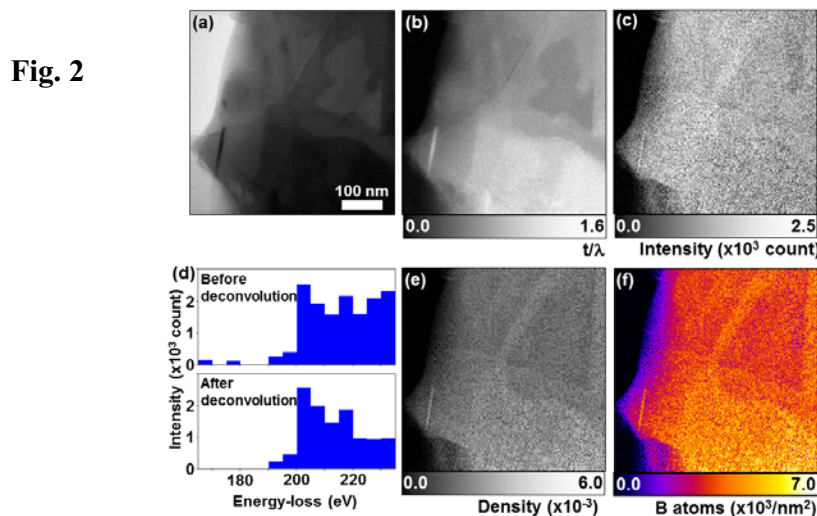 Fig. 2
(a)
100 nm
(b)
0.0 1.6
t/λ
(c)
0.0 2.5
Intensity (x10³ count)
(d)
Before
deconvolution
2
1
0
After
deconvolution
2
1
0
160 200 220
Intensity (x10³ count)
Energy-loss (eV)
(e)
0.0 6.0
Density (x10⁻³)
(f)
0.0 7.0
B atoms (x10³/nm²)